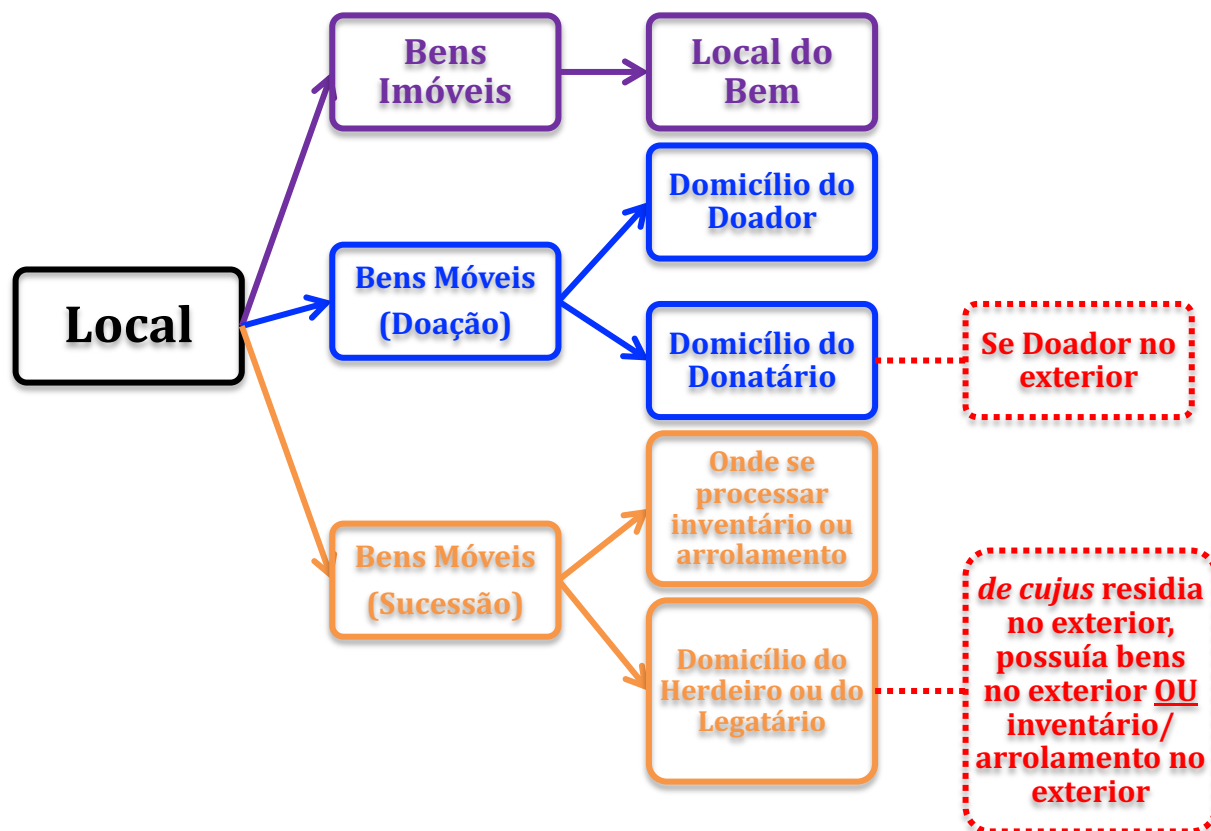 Bens
Imóveis
Local do
Bem
Domicílio do
Doador
Local
Bens Móveis
(Doação)
Domicílio do
Donatário
Se Doador no
exterior
Bens Móveis
(Sucessão)
Onde se
processar
inventário ou
arrolamento
Domicílio do
Herdeiro ou do
Legatário
de cujus residia
no exterior,
possuía bens
no exterior OU
inventário/
arrolamento no
exterior